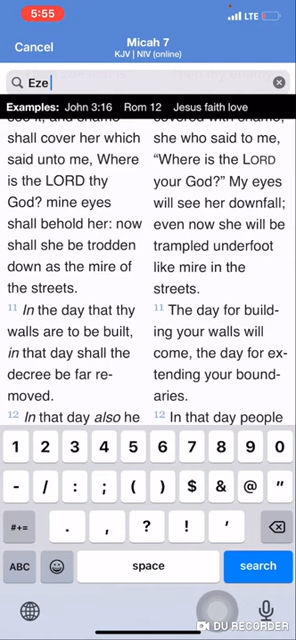 5:55
LTE
Cancel
Micah 7
KJV | NIV (online)
Eze
Examples: John 3:16 Rom 12 Jesus faith love
shall cover her which
said unto me, Where
is the LORD thy
God? mine eyes
shall behold her: now
shall she be trodden
down as the mire of
the streets.
11 In the day that thy
walls are to be built,
in that day shall the
decree be far re-
moved.
12 In that day also he
she who said to me,
“Where is the LORD
your God?” My eyes
will see her downfall;
even now she will be
trampled underfoot
like mire in the
streets.
11 The day for build-
ing your walls will
come, the day for ex-
tending your bound-
aries.
12 In that day people
1 2 3 4 5 6 7 8 9 0
- / : ; ( ) $ & @ "
#+= . , ? ! '
ABC space search
DU RECORDER